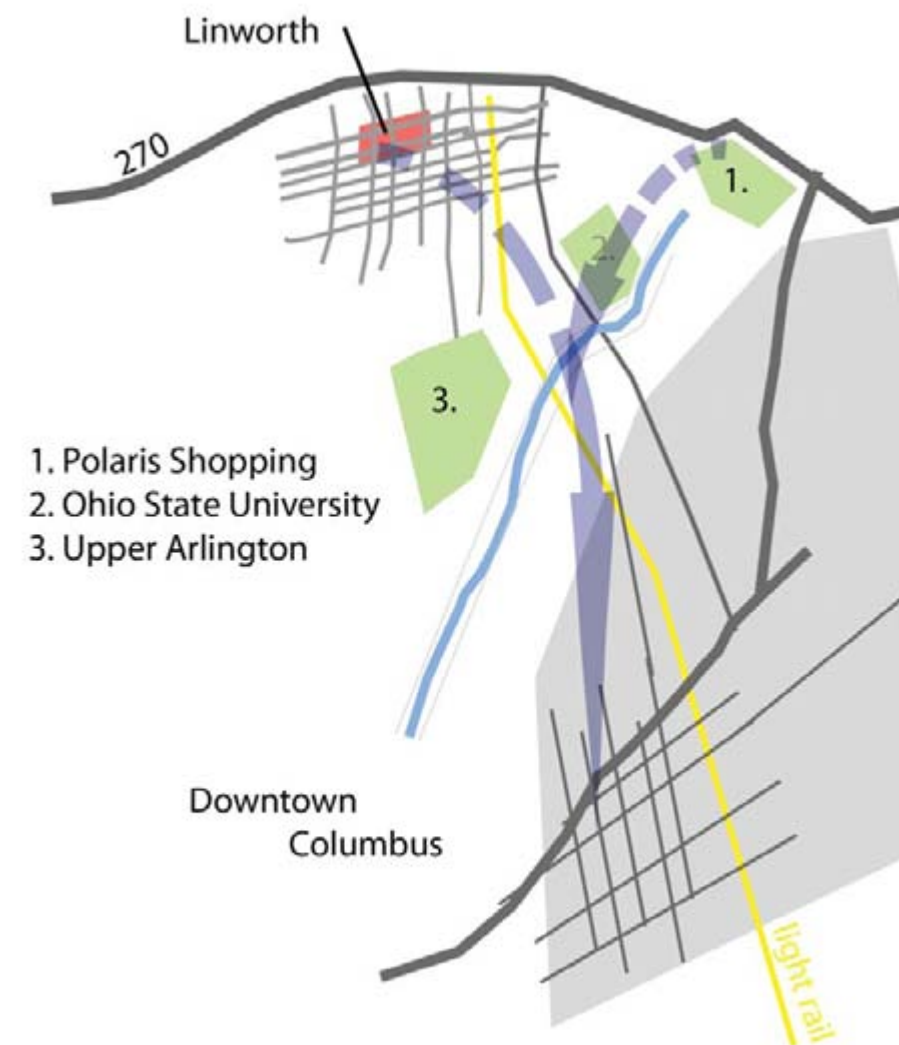 Linworth
270
1.
2.
3.
1. Polaris Shopping
2. Ohio State University
3. Upper Arlington
Downtown
Columbus
light rail